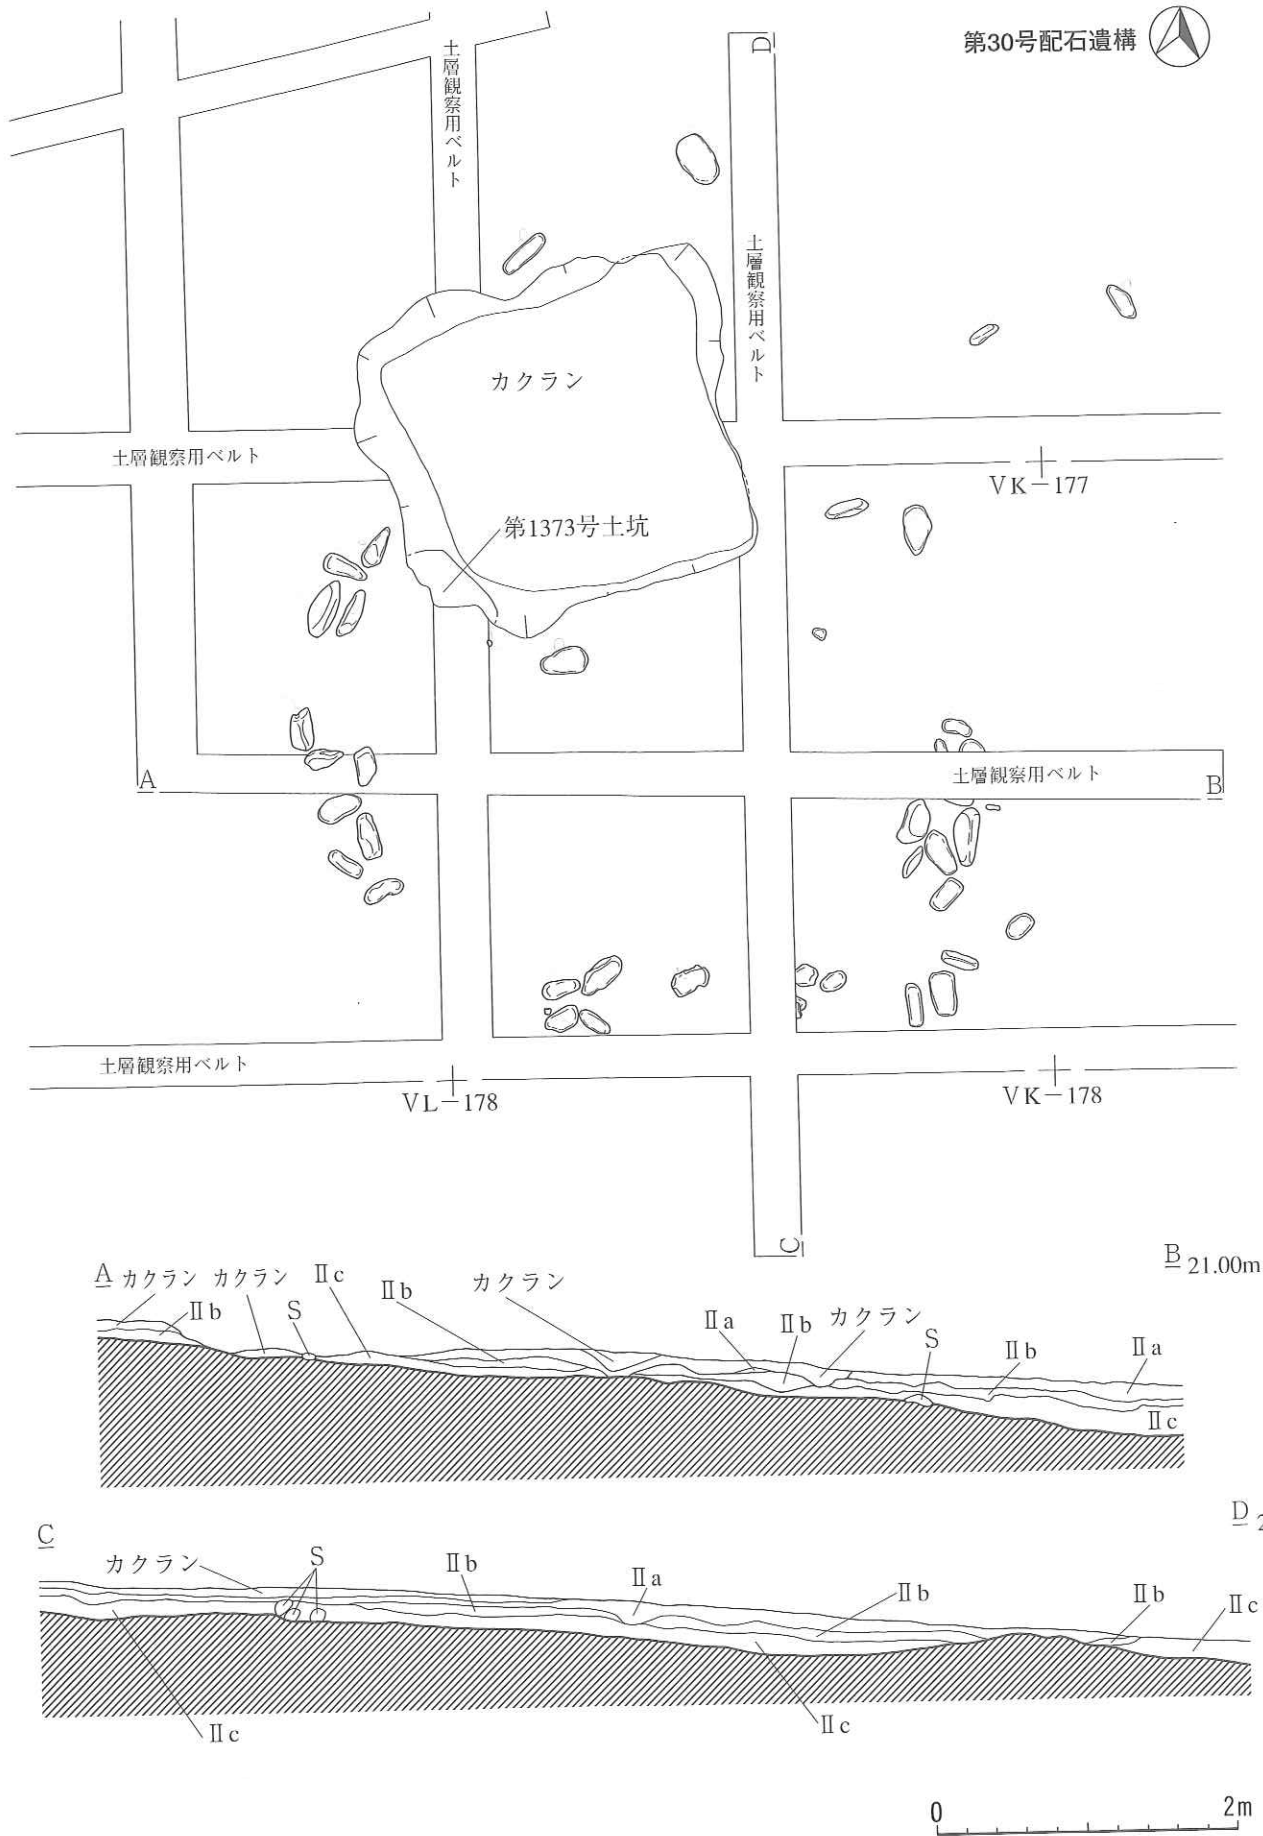 第30号配石遺構
D
土層観察用ベルト
土層観察用ベルト
カクラン
土層観察用ベルト
VK-177
第1373号土坑
A
土層観察用ベルト
B
土層観察用ベルト
VL-178
VK-178
C
A カクラン カクラン Ⅱc Ⅱb カクラン B 21.00m
Ⅱb S Ⅱa Ⅱb カクラン S Ⅱb Ⅱa
Ⅱc
C D 2
カクラン S Ⅱb Ⅱa Ⅱb Ⅱb Ⅱc
Ⅱc Ⅱc
0 2m